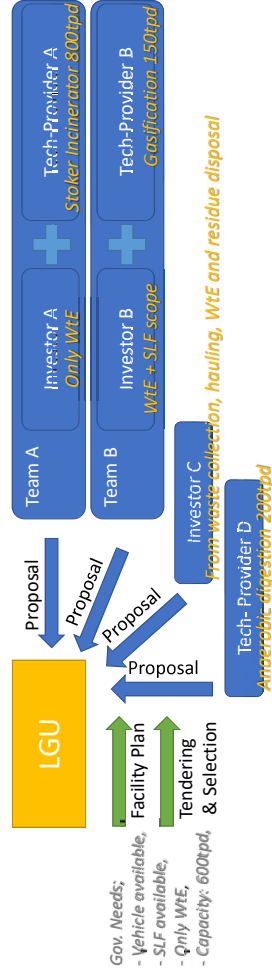 LGU
Gov. Needs;
- Vehicle available,
- SLF available,
- Only WtE,
- Capacity: 600tpd,
Facility Plan
Tendering
& Selection
Proposal
Proposal
Proposal
Proposal
Team A
Investor A
Only WtE
Tech-Provider A
Stoker Incinerator 800tpd
Team B
Investor B
WtE + SLF scope
Tech-Provider B
Gasification 150tpd
Investor C
From waste collection, hauling, WtE and residue disposal
Tech- Provider D
Anaerobic digestion 200tpd